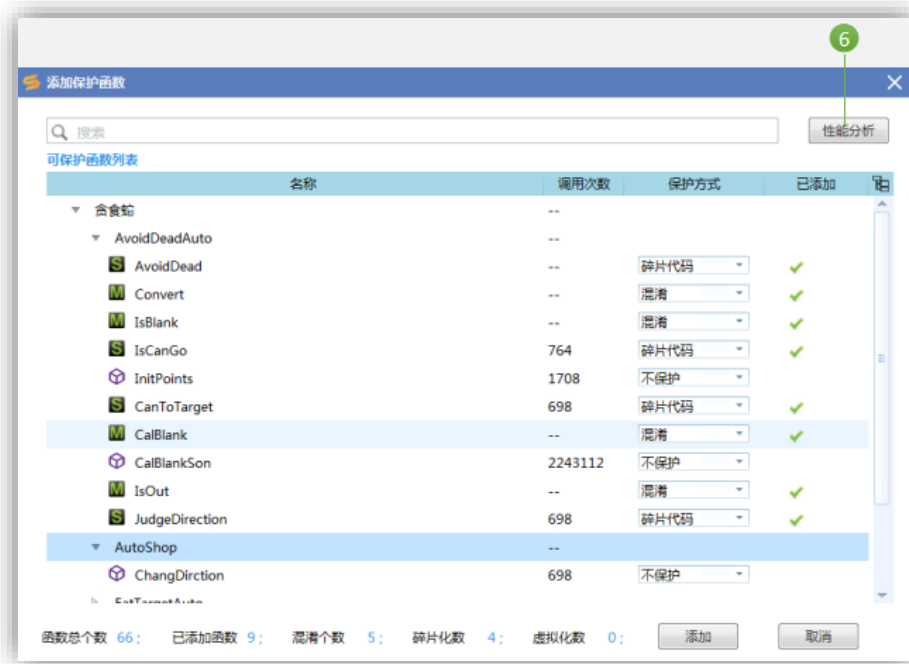 6
添加保护函数
搜索 性能分析
可保护函数列表
名称 调用次数 保护方式 已添加
贪食蛇 --
AvoidDeadAuto --
S AvoidDead -- 碎片代码
M Convert -- 混淆
M IsBlank -- 混淆
S IsCanGo 764 碎片代码
InitPoints 1708 不保护
S CanToTarget 698 碎片代码
M CalBlank -- 混淆
CalBlankSon 2243112 不保护
M IsOut -- 混淆
S JudgeDirection 698 碎片代码
AutoShop --
ChangDirction 698 不保护
EatTargetAuto
函数总个数 66; 已添加函数 9; 混淆个数 5; 碎片化数 4; 虚拟化数 0; 添加 取消